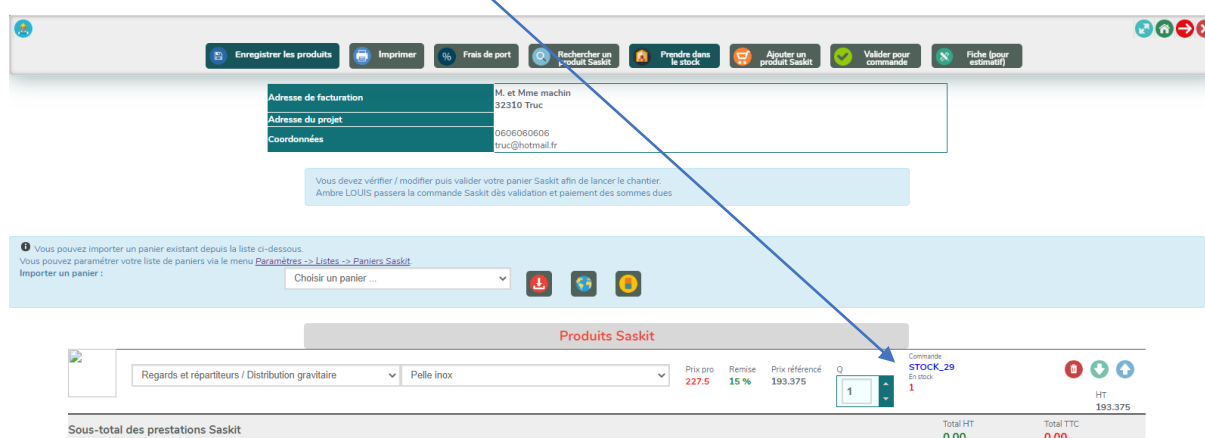 Enregistrer les produits
Imprimer
% Frais de port
Rechercher un
produit Saskit
Prendre dans
le stock
Ajouter un
produit Saskit
Valider pour
commande
Fiche (pour
estimatif)
Adresse de facturation
M. et Mme machin
32310 Truc
Adresse du projet
Coordonnées
0606060606
truc@hotmail.fr
Vous devez vérifier / modifier puis valider votre panier Saskit afin de lancer le chantier.
Ambre LOUIS passera la commande Saskit dès validation et paiement des sommes dues
Vous pouvez importer un panier existant depuis la liste ci-dessous.
Vous pouvez paramétrer votre liste de paniers via le menu Paramètres -> Listes -> Paniers Saskit.
Importer un panier :
Choisir un panier ...
Produits Saskit
Regards et répartiteurs / Distribution gravitaire
Pelle inox
Prix pro
227.5
Remise
15 %
Prix référencé
193.375
Q
1
Commande
STOCK_29
En stock
1
HT
193.375
Sous-total des prestations Saskit
Total HT
0.00
Total TTC
0.00